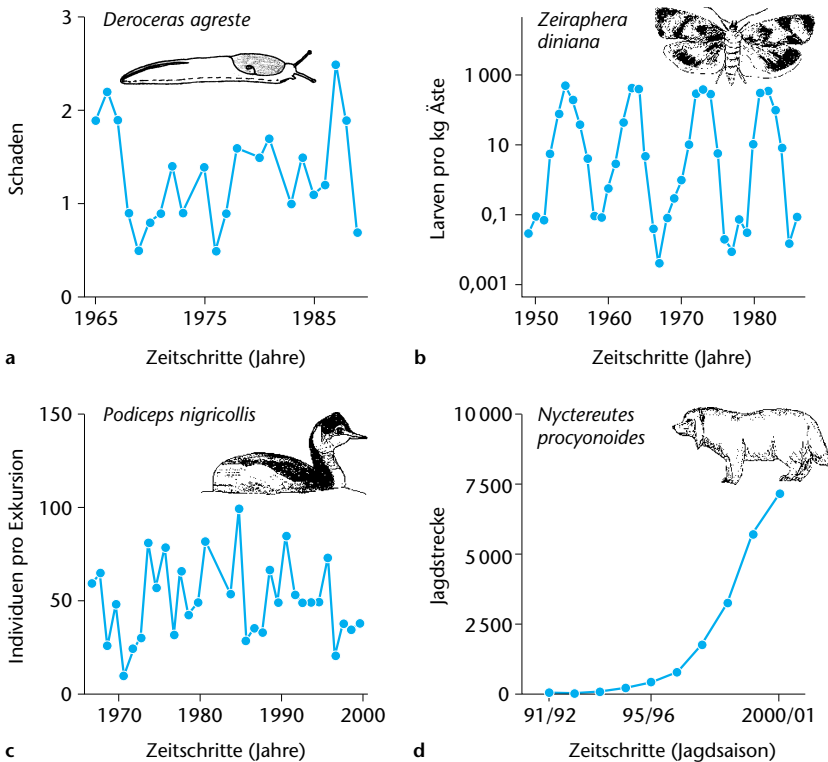 Deroceras agreste
Schaden
3
2
1
0
1965
1975
1985
a
Zeitschritte (Jahre)
Zeiraphera
diniana
Larven pro kg Äste
1 000
10
0,1
0,001
1950
1960
1970
1980
b
Zeitschritte (Jahre)
Podiceps nigricollis
Individuen pro Exkursion
150
100
50
0
1970
1980
1990
2000
c
Zeitschritte (Jahre)
Nyctereutes
procyonoides
Jagdstrecke
10 000
7 500
5 000
2 500
0
91/92
95/96
2000/01
d
Zeitschritte (Jagdsaison)